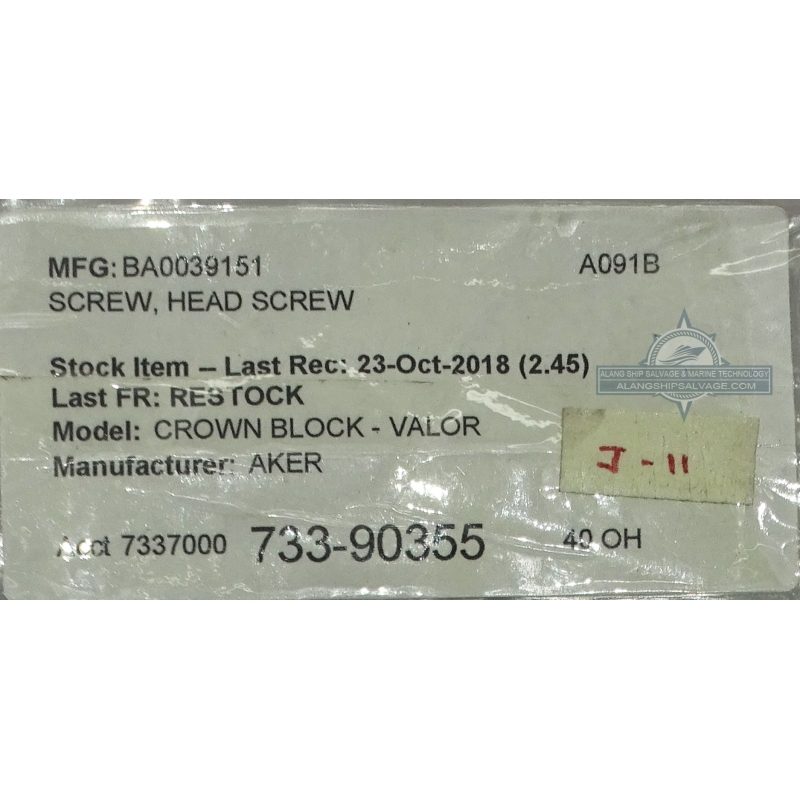 MFG: BA0039151 A091B
SCREW, HEAD SCREW
Stock Item – Last Rec: 23-Oct-2018 (2.45)
Last FR: RESTOCK
Model: CROWN BLOCK - VALOR
Manufacturer: AKER
Acct 7337000 733-90355 40 OH
J-11
ALANG SHIP SALVAGE & MARINE TECHNOLOGY
ALANGSHIPSALVAGE.COM